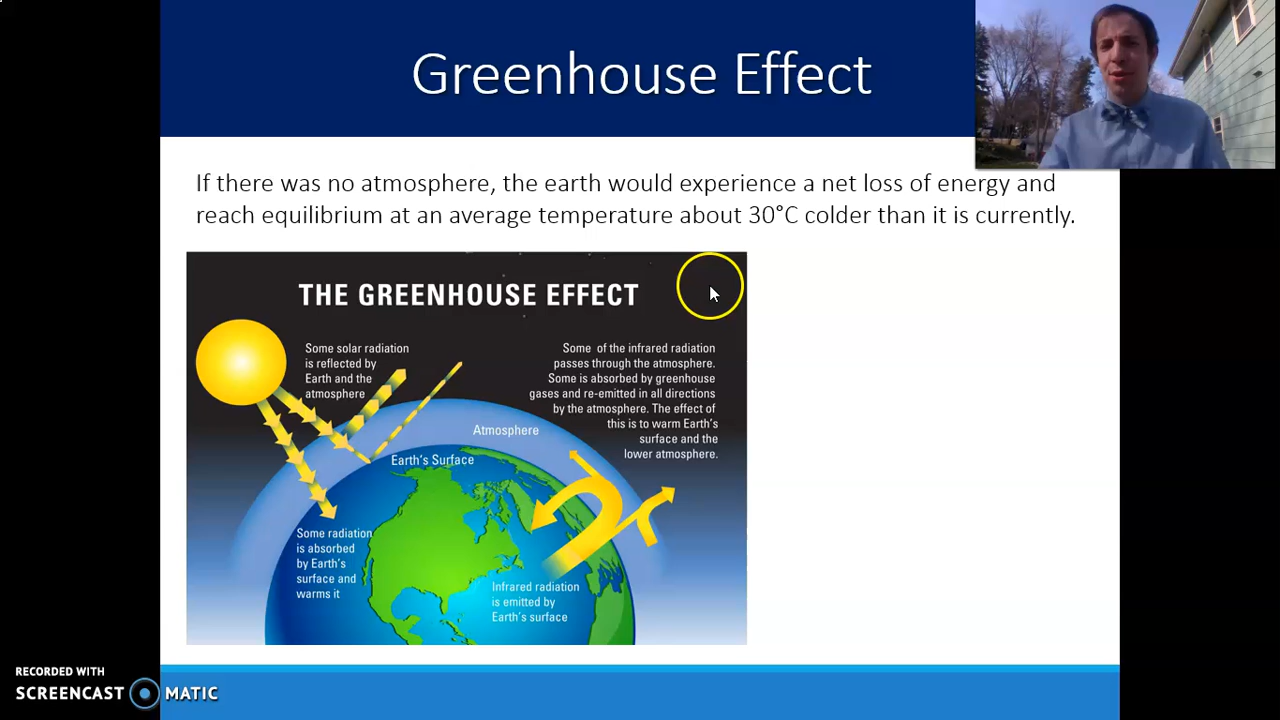 Greenhouse Effect
If there was no atmosphere, the earth would experience a net loss of energy and
reach equilibrium at an average temperature about 30°C colder than it is currently.
THE GREENHOUSE EFFECT
Some solar radiation
is reflected by
Earth and the
atmosphere
Some of the infrared radiation
passes through the atmosphere.
Some is absorbed by greenhouse
gases and re-emitted in all directions
by the atmosphere. The effect of
this is to warm Earth's
surface and the
lower atmosphere.
Atmosphere
Earth's Surface
Some radiation
is absorbed
by Earth's
surface and
warms it
Infrared radiation
is emitted by
Earth's surface
RECORDED WITH
SCREENCAST MATIC